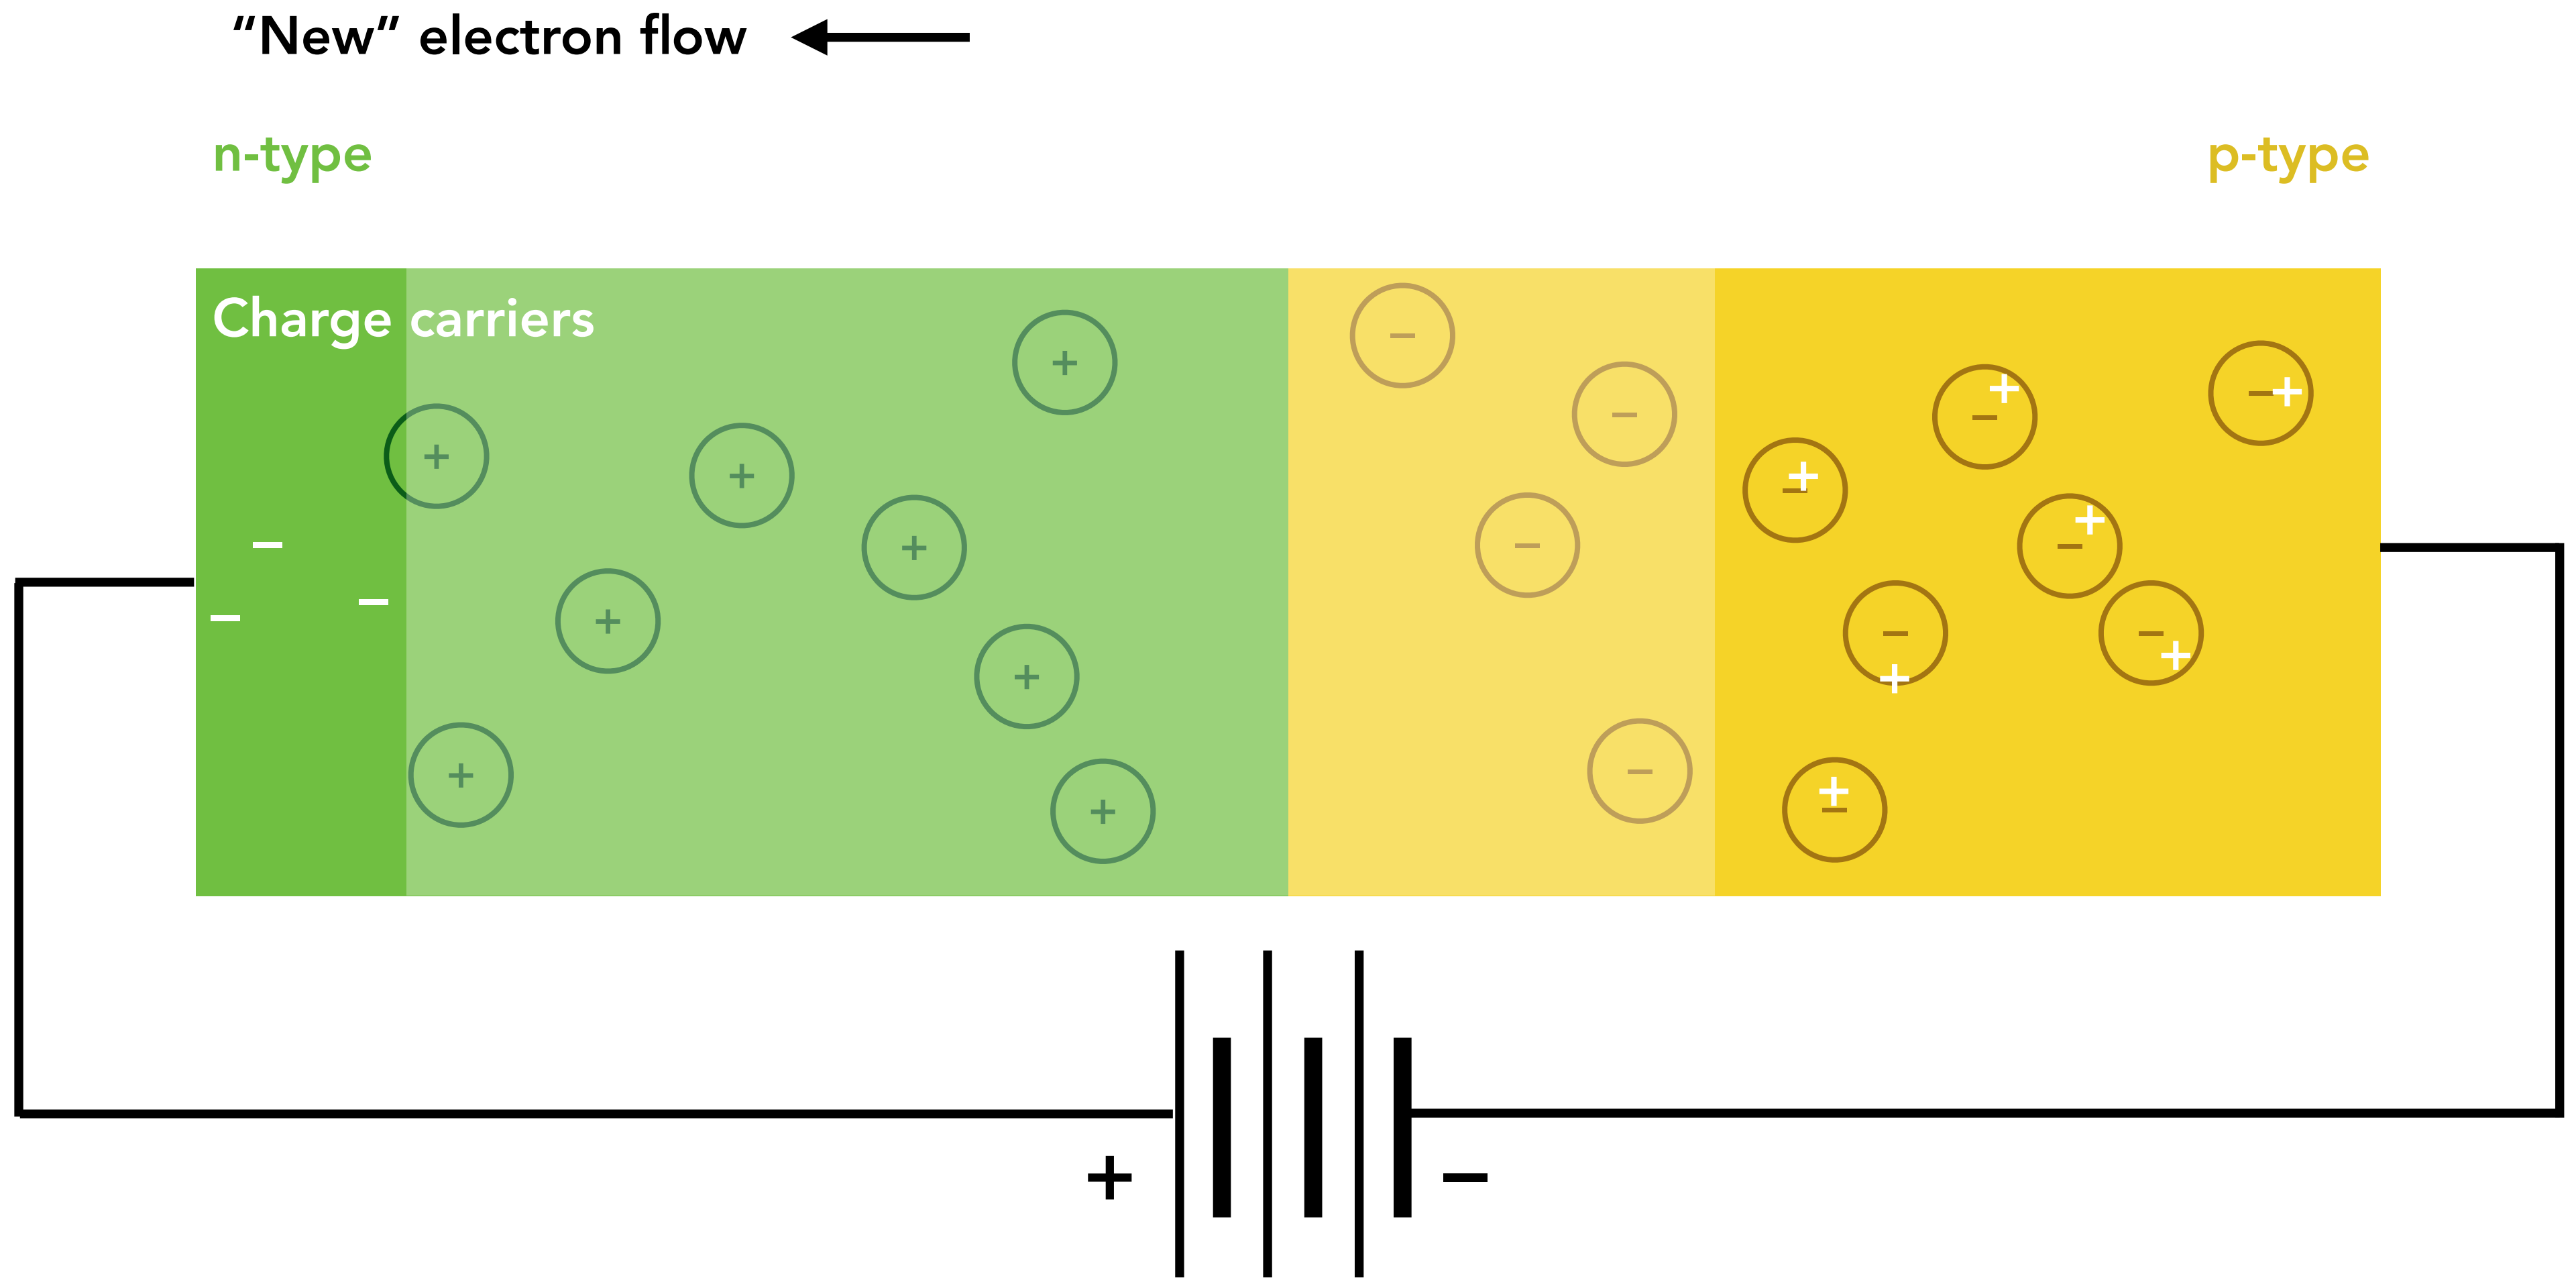 “New” electron flow
n-type
p-type
Charge carriers
+ −